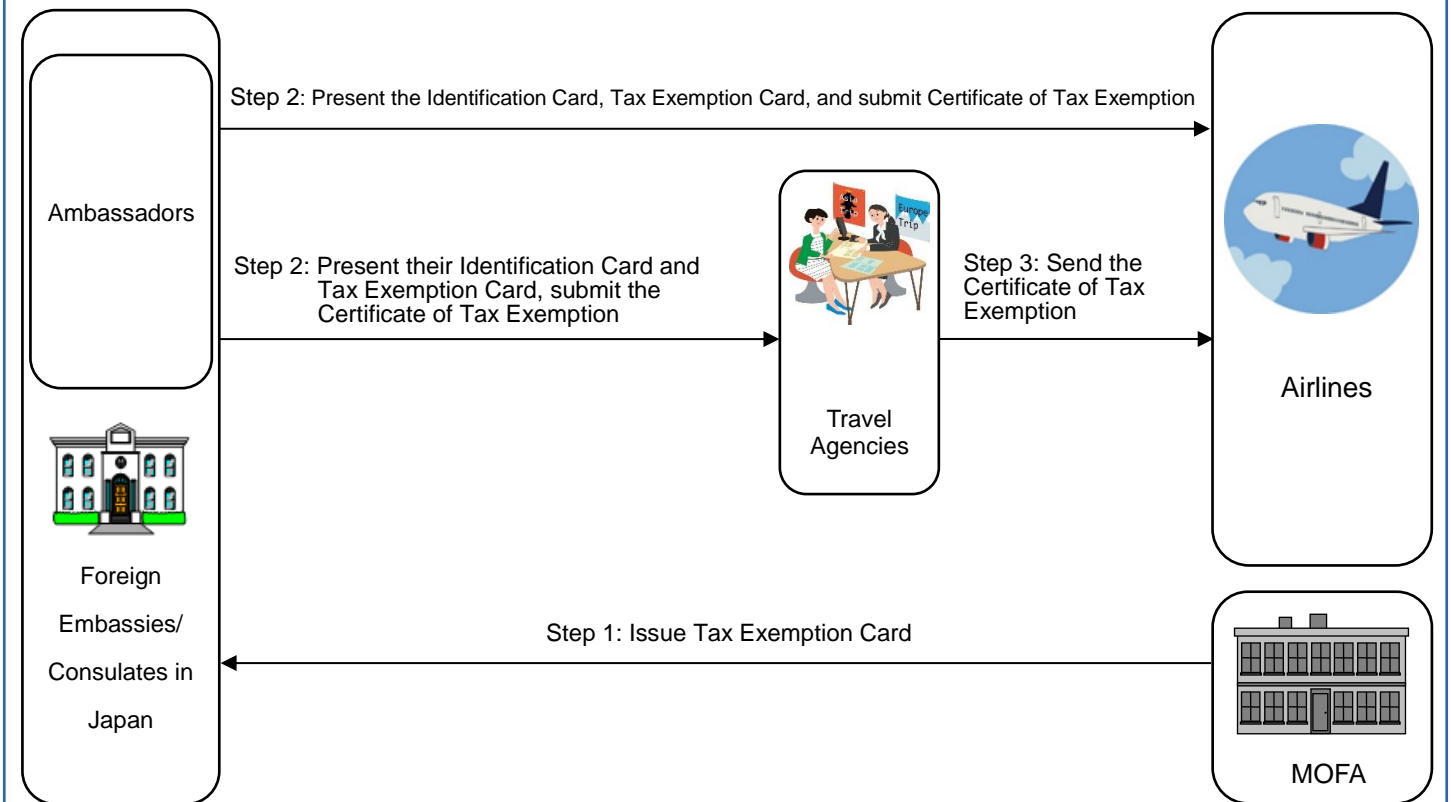 Step 2: Present the Identification Card, Tax Exemption Card, and submit Certificate of Tax Exemption
Ambassadors
Europe
Trip
Step 2: Present their Identification Card and
Tax Exemption Card, submit the
Certificate of Tax Exemption
Step 3: Send the
Certificate of Tax
Exemption
Airlines
Travel
Agencies
Foreign
Embassies/
Consulates in
Japan
Step 1: Issue Tax Exemption Card
MOFA